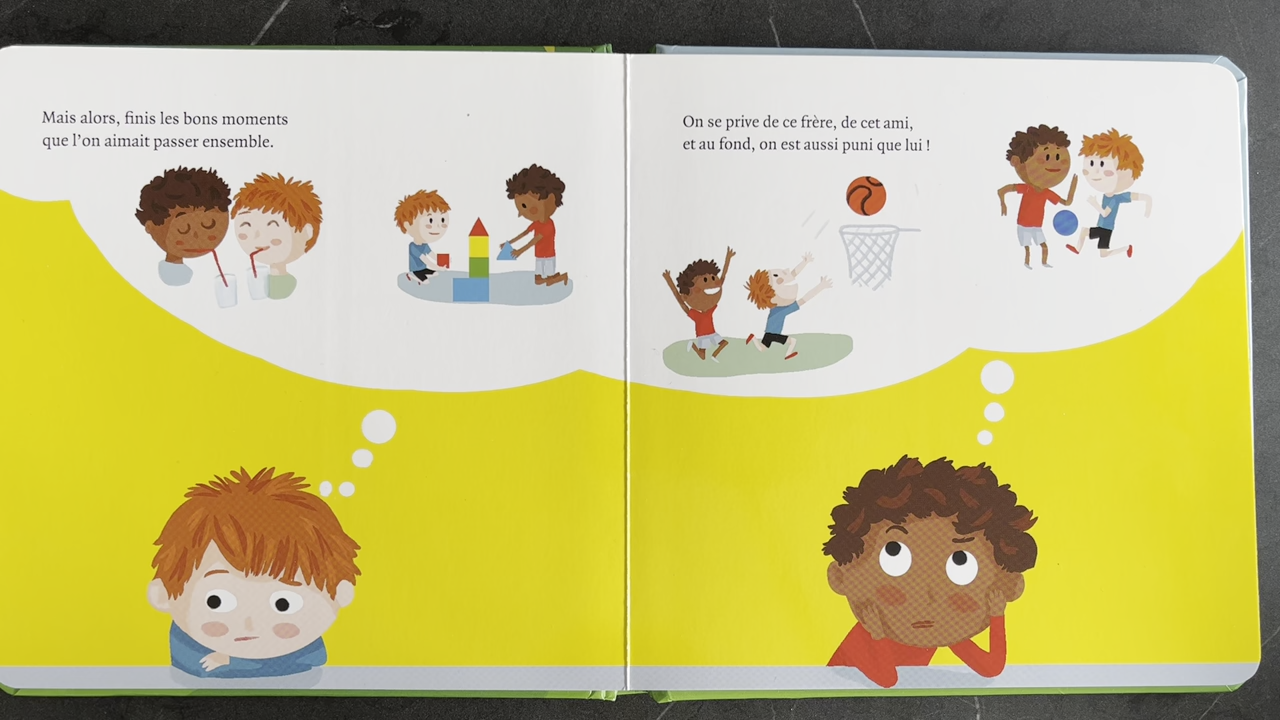 Mais alors, finis les bons moments
que l'on aimait passer ensemble.
On se prive de ce frère, de cet ami,
et au fond, on est aussi puni que lui !